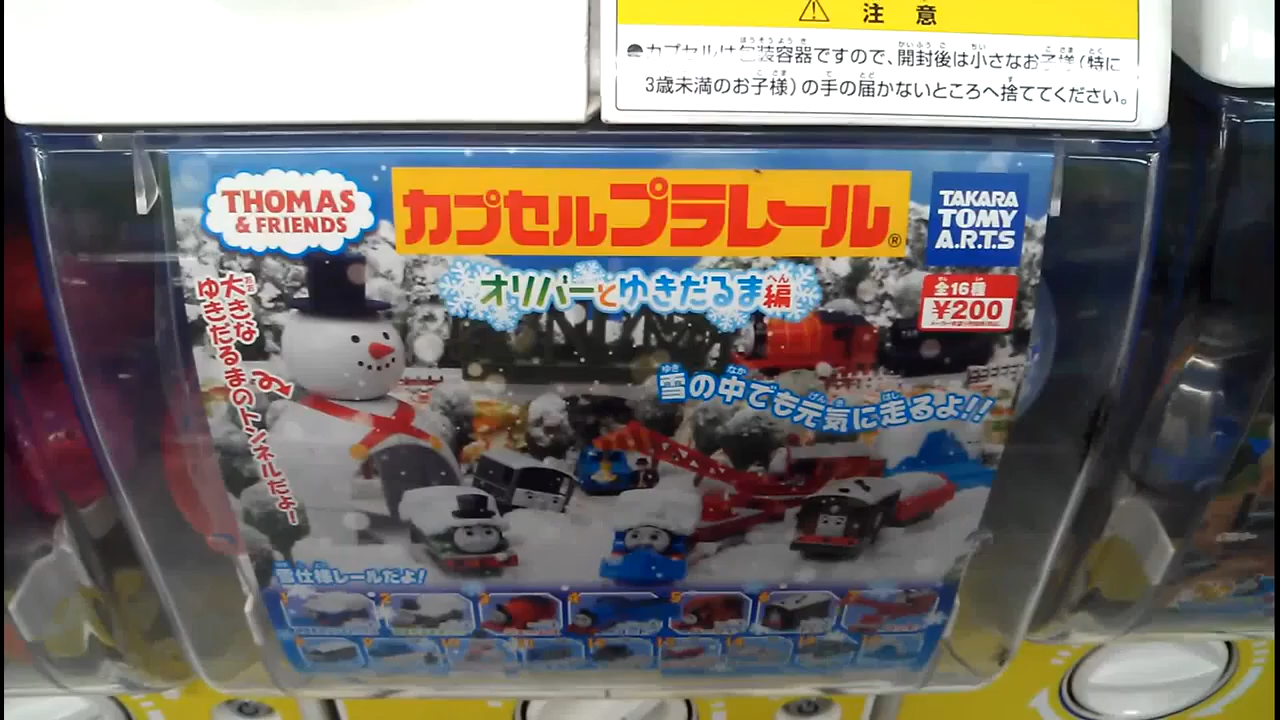 ⚠ 注意
●カプセルは包装容器ですので、開封後は小さなお子様(特に
3歳未満のお子様)の手の届かないところへ捨ててください。
THOMAS
& FRIENDS
カプセルプラレール®
TAKARA
TOMY
A.R.T.S
オリバーとゆきだるま編
全16種
¥200
大きな
ゆきだるまのトンネルだよ!
雪の中でも元気に走るよ!!
雪仕様レールだよ!